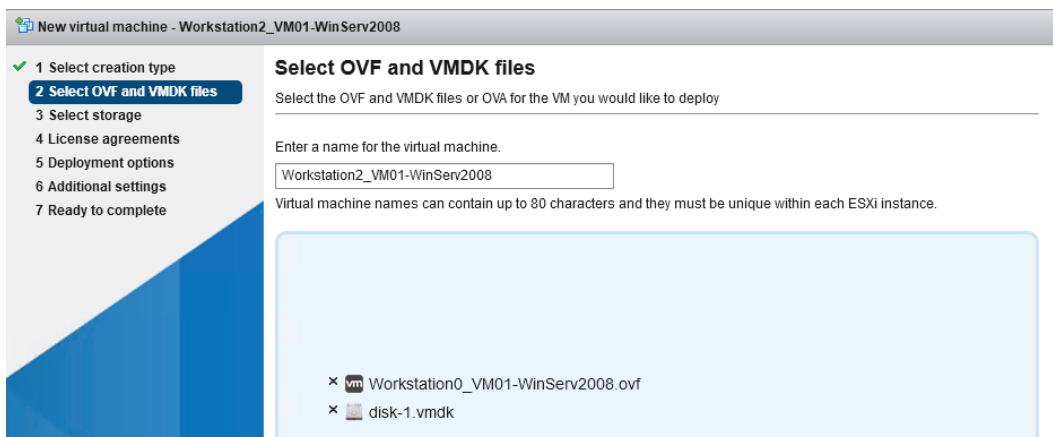 New virtual machine - Workstation2_VM01-WinServ2008
1 Select creation type
2 Select OVF and VMDK files
3 Select storage
4 License agreements
5 Deployment options
6 Additional settings
7 Ready to complete
Select OVF and VMDK files
Select the OVF and VMDK files or OVA for the VM you would like to deploy
Enter a name for the virtual machine.
Workstation2_VM01-WinServ2008
Virtual machine names can contain up to 80 characters and they must be unique within each ESXi instance.
× vm Workstation0_VM01-WinServ2008.ovf
× disk-1.vmdk